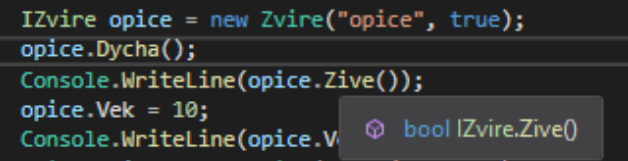 IZvire opice = new Zvire("opice", true);
opice.Dycha();
Console.WriteLine(opice.Zive());
opice.Vek = 10;
Console.WriteLine(opice.V
bool IZvire.Zive()